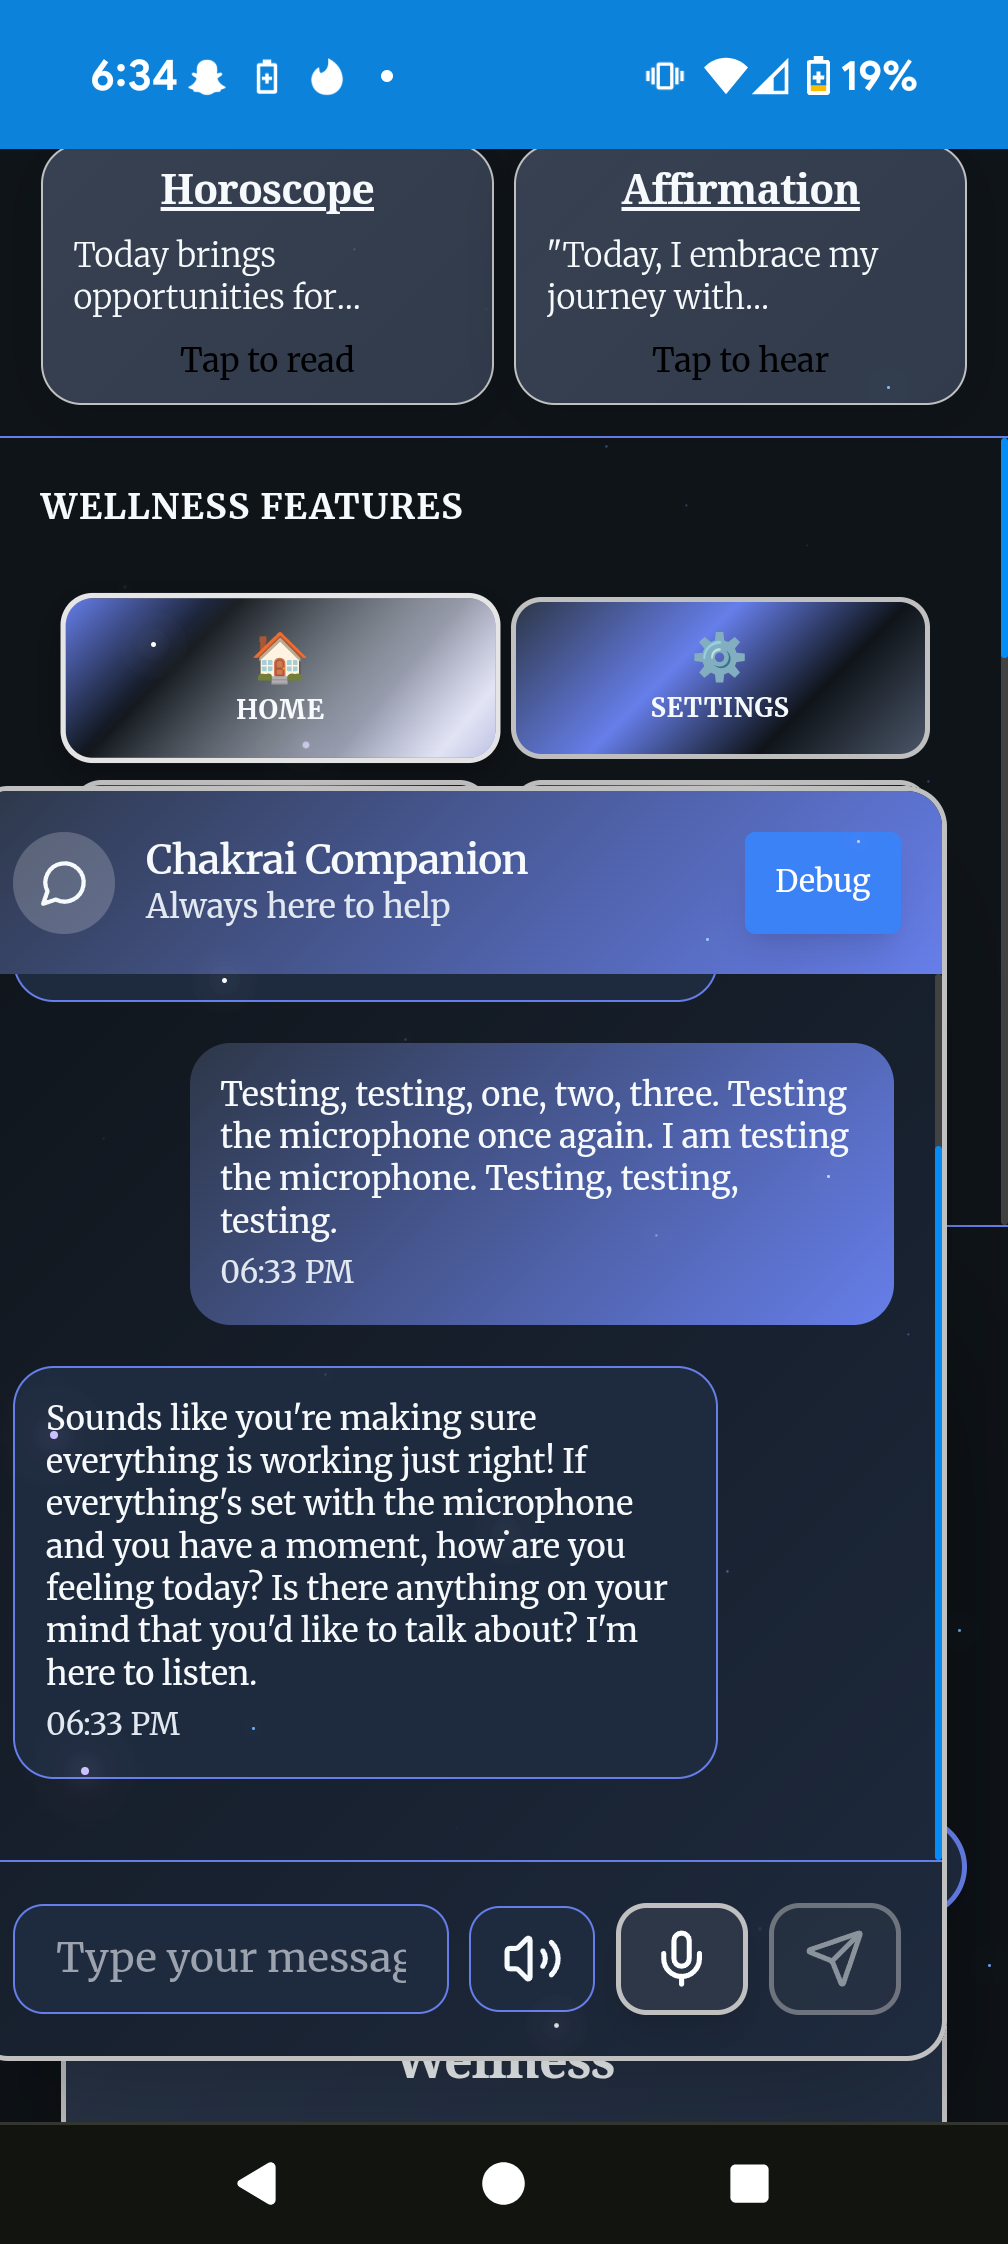 6:34
19%
Horoscope
Today brings
opportunities for...
Tap to read
Affirmation
"Today, I embrace my
journey with...
Tap to hear
WELLNESS FEATURES
HOME
SETTINGS
Chakrai Companion
Always here to help
Debug
Testing, testing, one, two, three. Testing
the microphone once again. I am testing
the microphone. Testing, testing,
testing.
06:33 PM
Sounds like you're making sure
everything is working just right! If
everything's set with the microphone
and you have a moment, how are you
feeling today? Is there anything on your
mind that you'd like to talk about? I'm
here to listen.
06:33 PM
Type your messag
Wellness